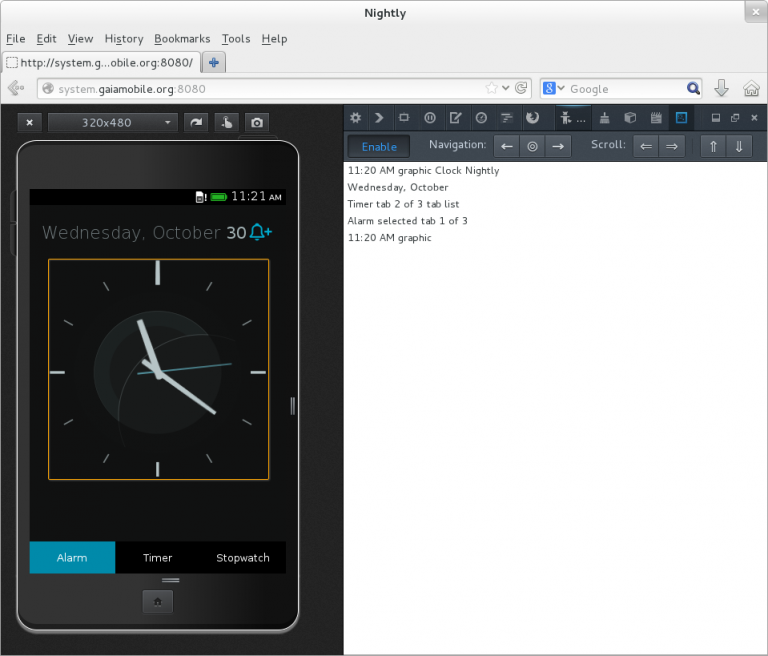 Nightly
File Edit View History Bookmarks Tools Help
http://system.g...obile.org:8080/
system.gaiamobile.org:8080
Google
320x480
...
Enable Navigation: Scroll:
11:21 AM
Wednesday, October 30
Alarm Timer Stopwatch
11:20 AM graphic Clock Nightly
Wednesday, October
Timer tab 2 of 3 tab list
Alarm selected tab 1 of 3
11:20 AM graphic